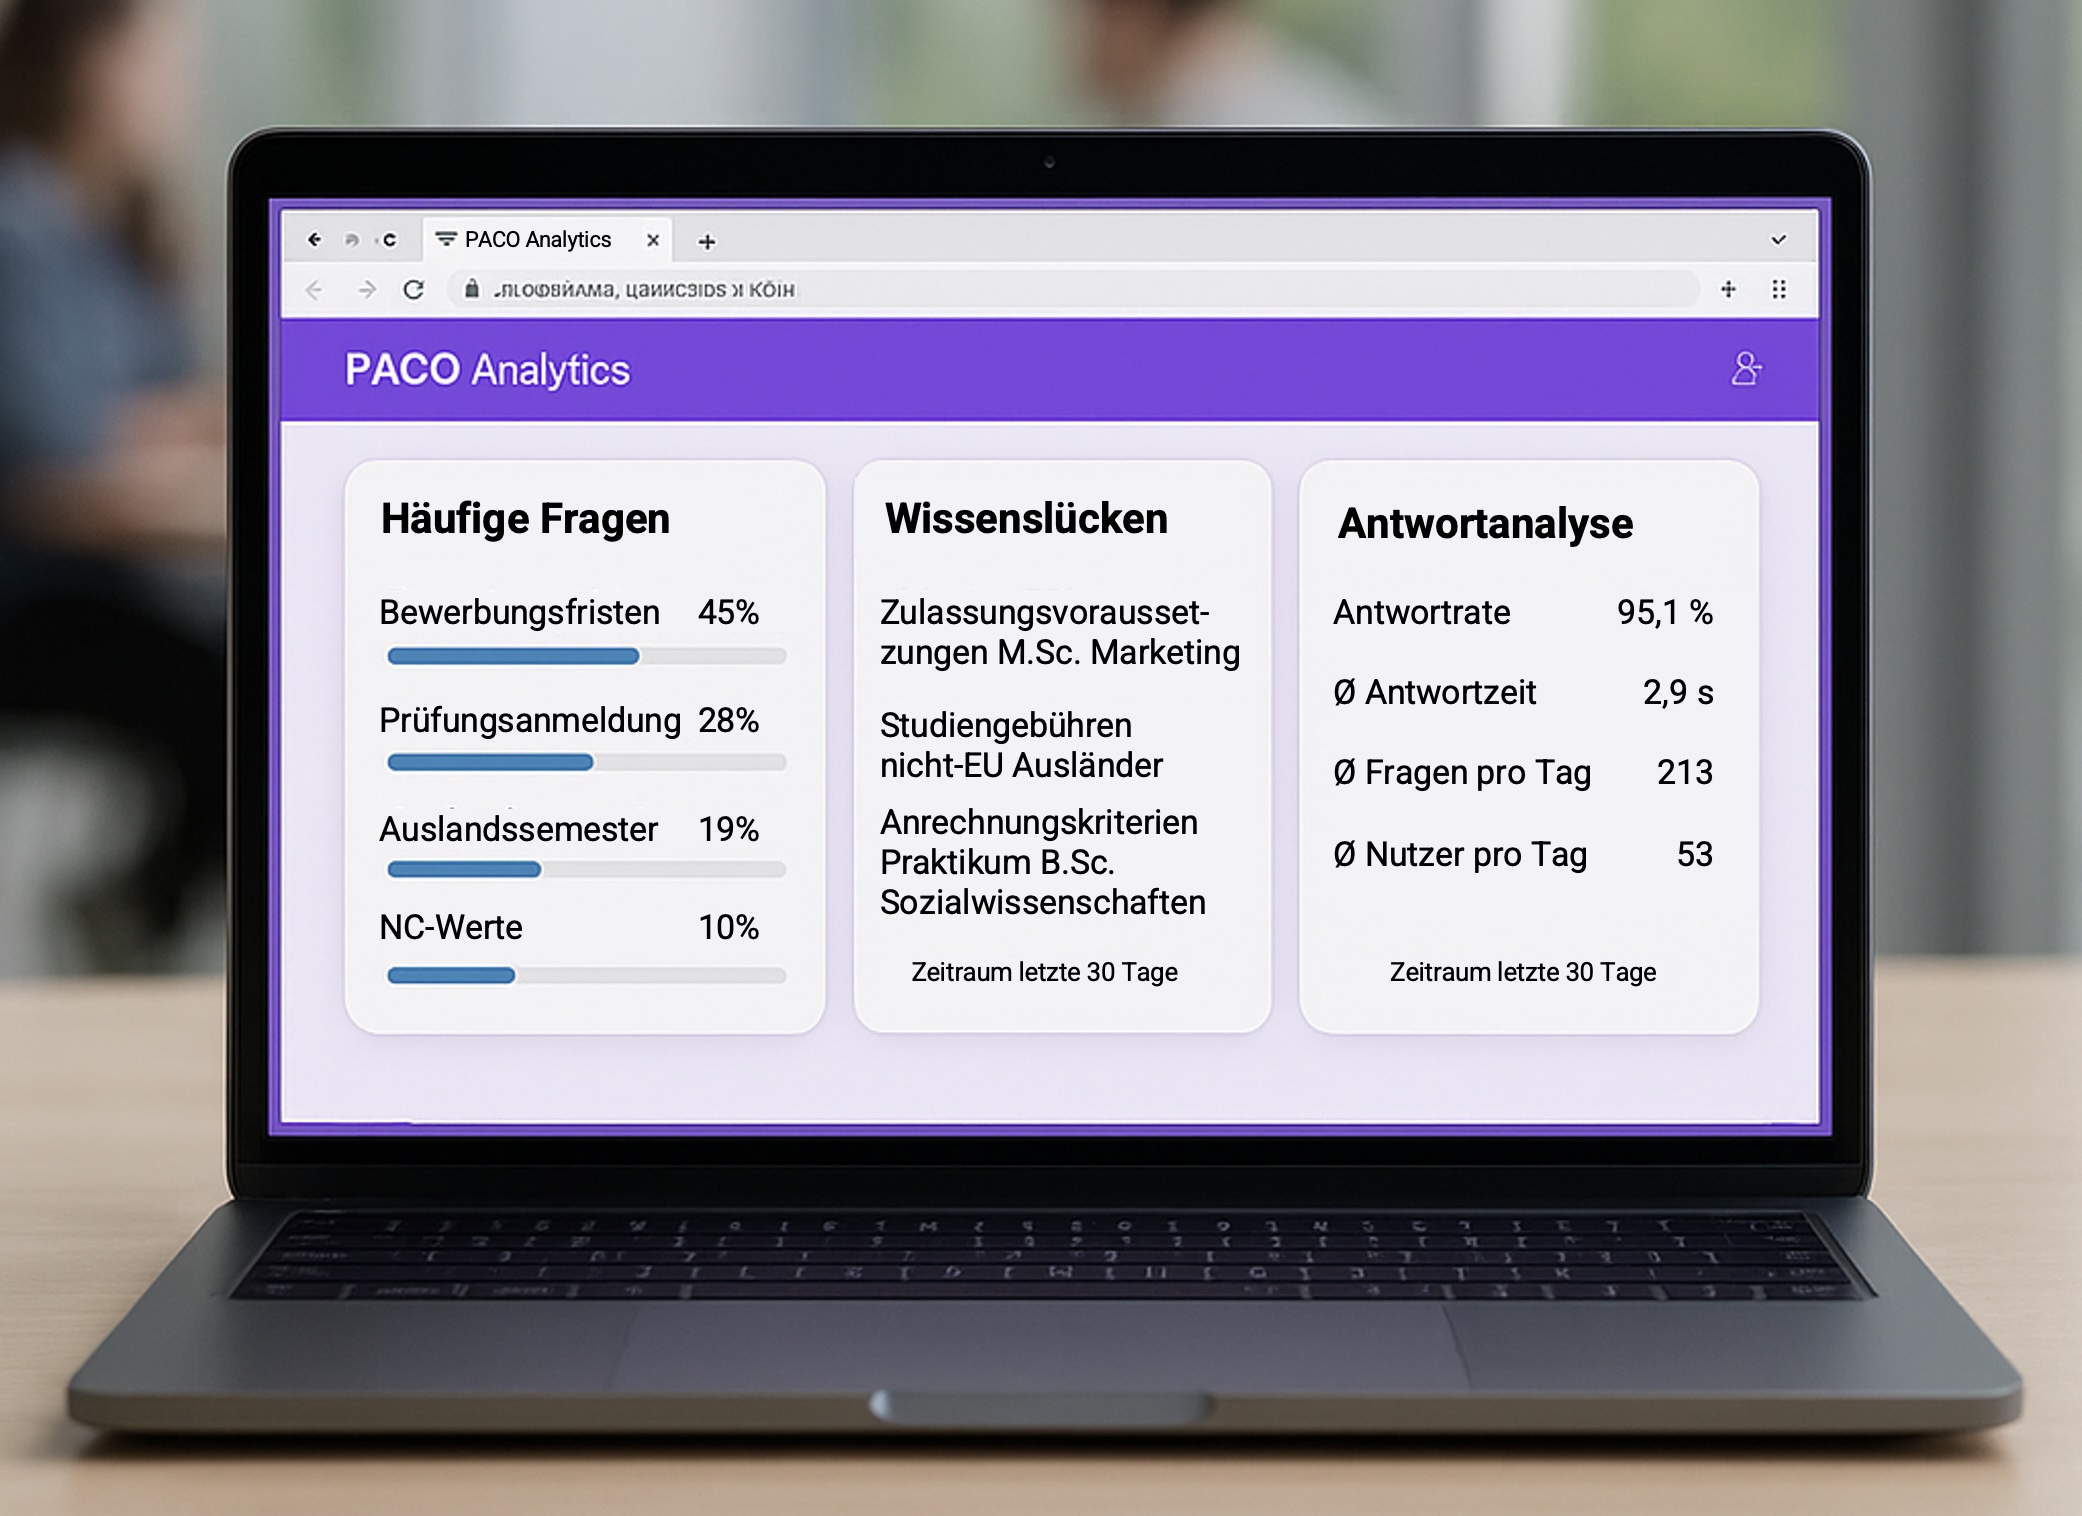 PACO Analytics
PACO Analytics
Häufige Fragen
Bewerbungsfristen 45%
Prüfungsanmeldung 28%
Auslandssemester 19%
NC-Werte 10%
Wissenslücken
Zulassungsvorausset-
zungen M.Sc. Marketing
Studiengebühren
nicht-EU Ausländer
Anrechnungskriterien
Praktikum B.Sc.
Sozialwissenschaften
Zeitraum letzte 30 Tage
Antwortanalyse
Antwortrate 95,1 %
Ø Antwortzeit 2,9 s
Ø Fragen pro Tag 213
Ø Nutzer pro Tag 53
Zeitraum letzte 30 Tage